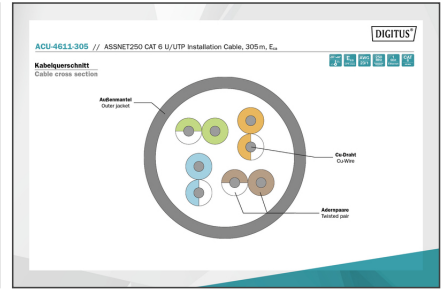 DIGITUS®
ACU-4611-305 // ASSNET250 CAT 6 U/UTP Installation Cable, 305 m, Eca
Kabelquerschnitt
Cable cross section
Außenmantel
Outer jacket
Cu-Draht
Cu-Wire
Adernpaare
Twisted pair